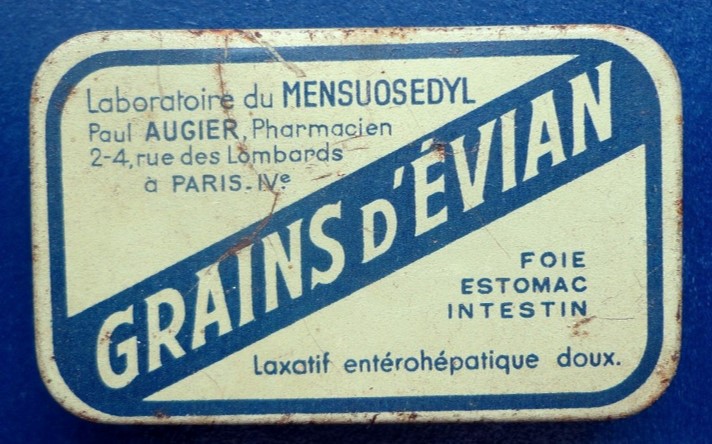 Laboratoire du MENSUOSEDYL
Paul AUGIER, Pharmacien
2-4, rue des Lombards
à PARIS-IVe
GRAINS D'ÉVIAN
FOIE
ESTOMAC
INTESTIN
Laxatif entérohépatique doux.